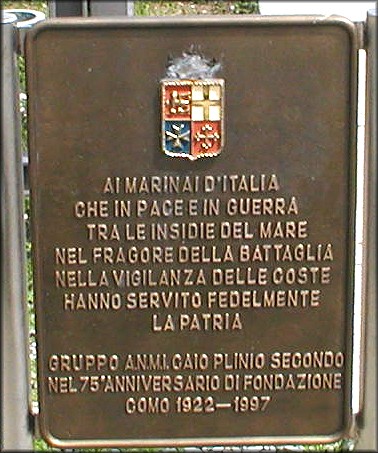 AI MARINAI D'ITALIA
CHE IN PACE E IN GUERRA
TRA LE INSIDIE DEL MARE
NEL FRAGORE DELLA BATTAGLIA
NELLA VIGILANZA DELLE COSTE
HANNO SERVITO FEDELMENTE
LA PATRIA
GRUPPO A.N.M.I. CAIO PLINIO SECONDO
NEL 75° ANNIVERSARIO DI FONDAZIONE
COMO 1922-1997